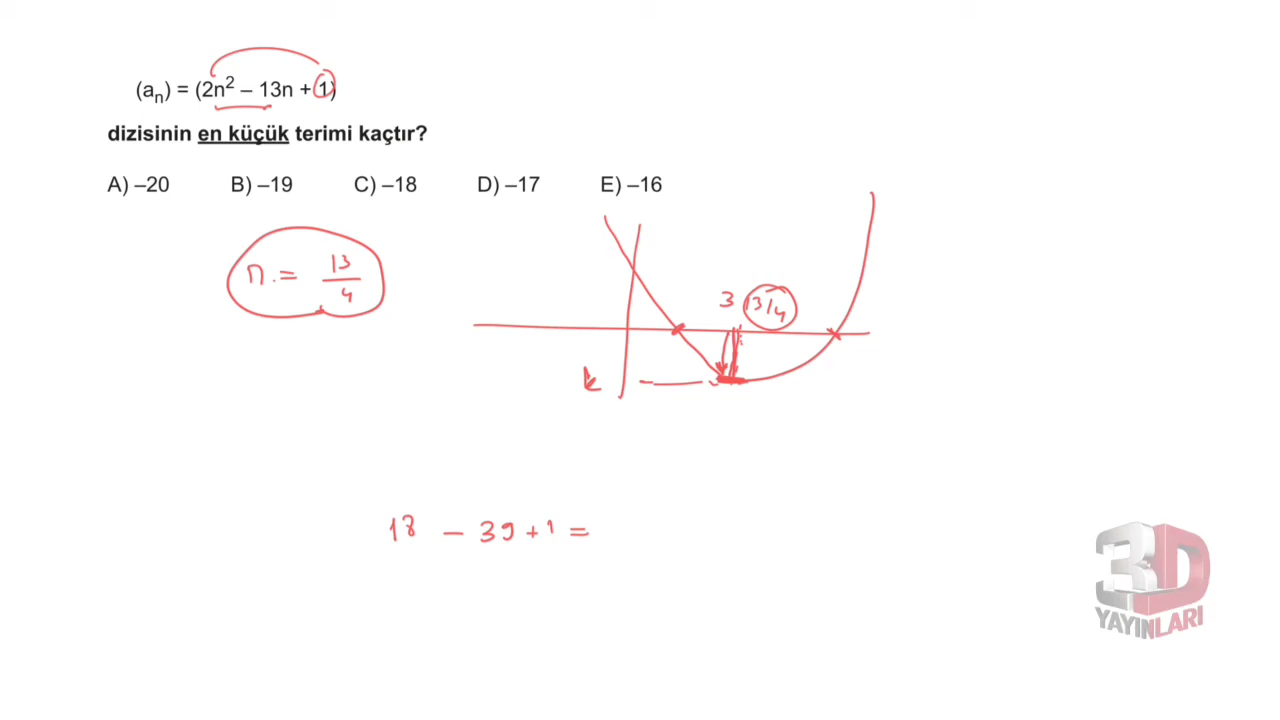 (aₙ) = (2n² – 13n + 1)
dizisinin en küçük terimi kaçtır?
A) –20 B) –19 C) –18 D) –17 E) –16
n = 13/4
3 13/4
k
18 – 39 + 1 =
3D
YAYINLARI